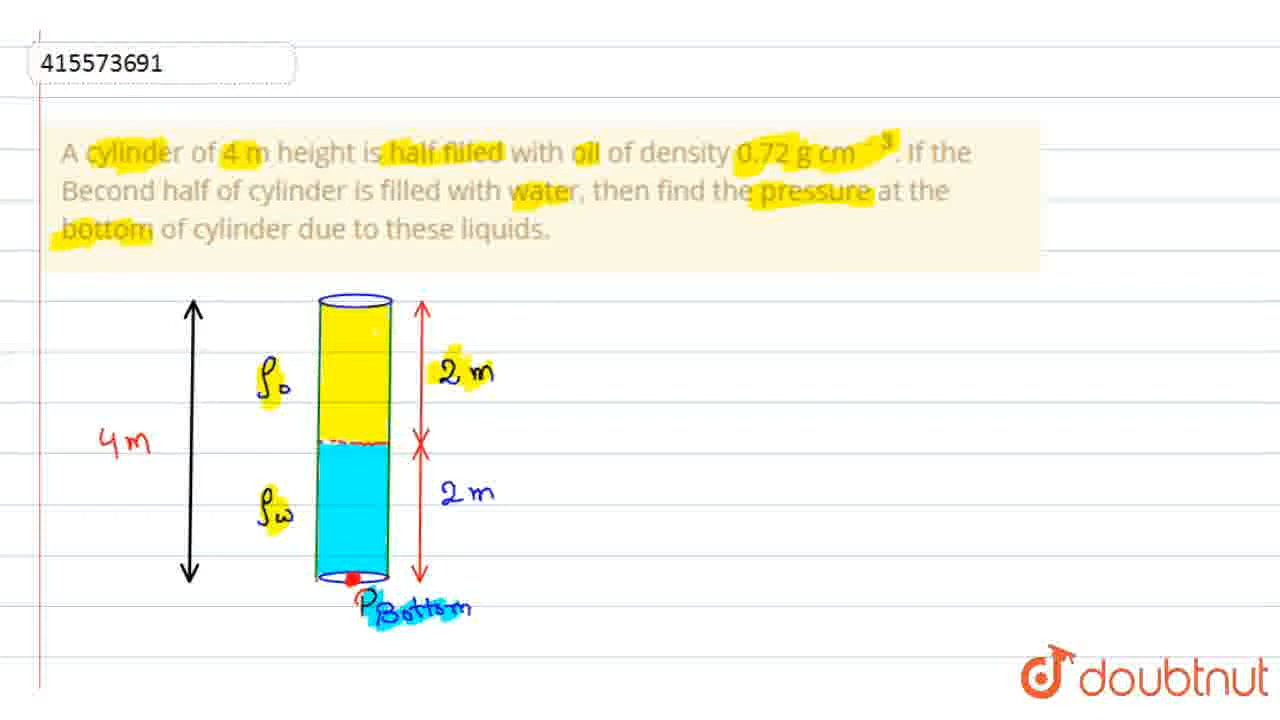 415573691
A cylinder of 4 m height is half filled with oil of density 0.72 g cm⁻³. If the
Becond half of cylinder is filled with water, then find the pressure at the
bottom of cylinder due to these liquids.
ρo
2 m
4m
ρω
2 m
PBottom
doubtnut